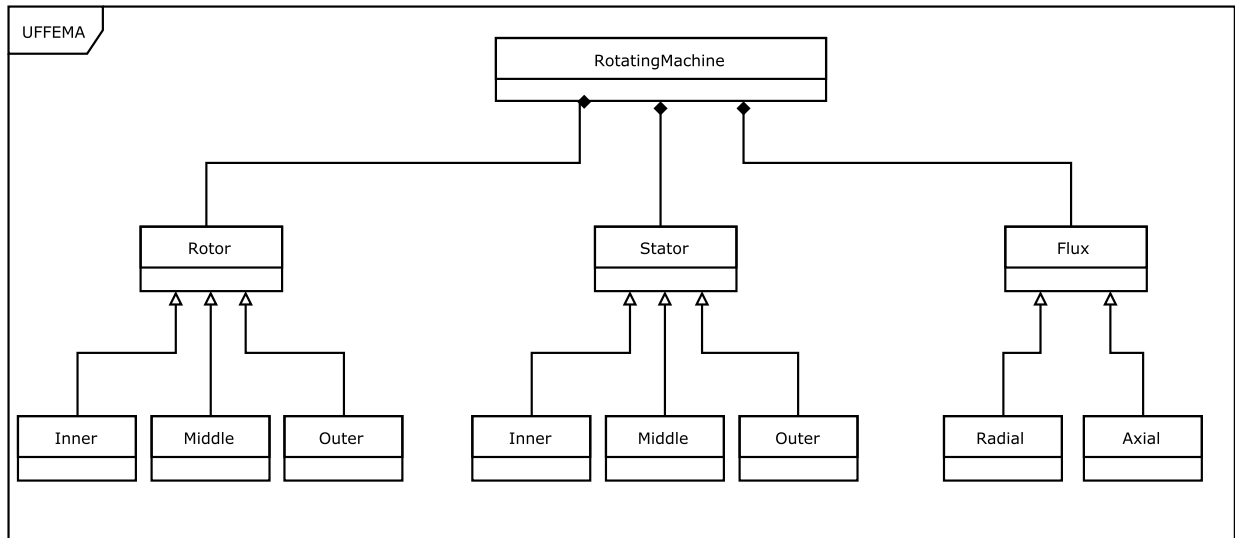 UFFEMA
RotatingMachine
Rotor
Stator
Flux
Inner
Middle
Outer
Inner
Middle
Outer
Radial
Axial